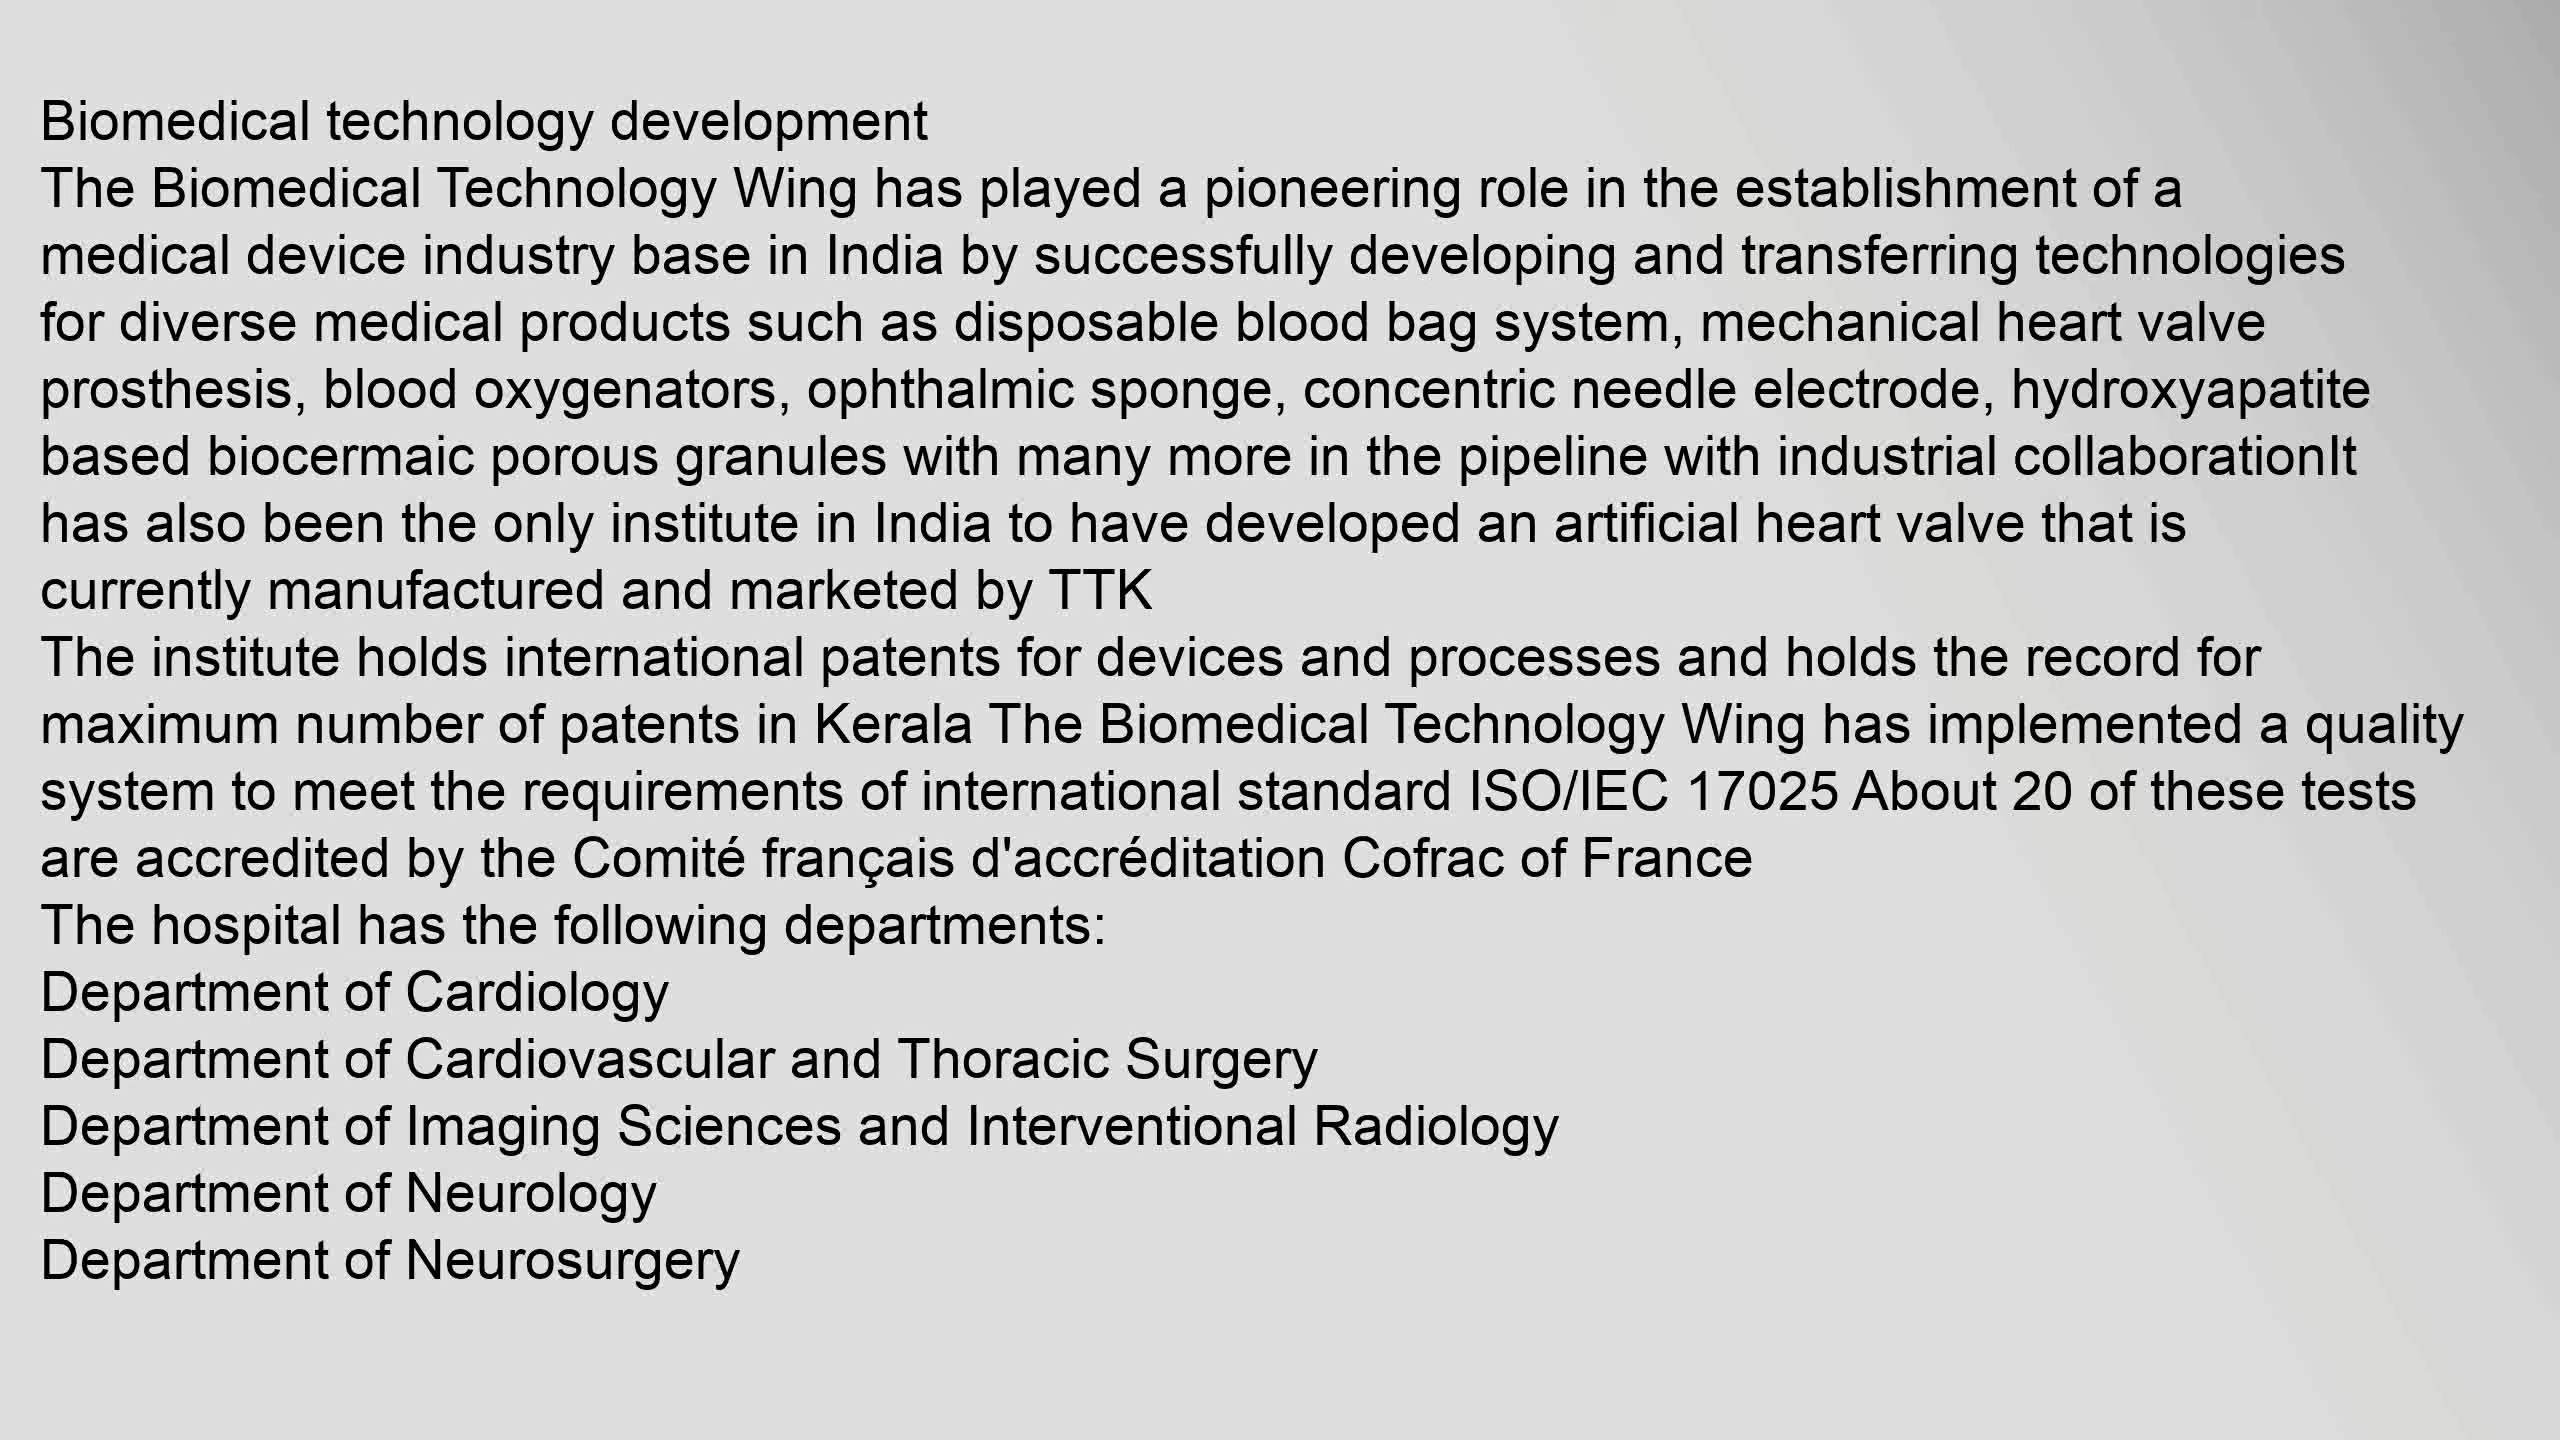 Biomedical technology development
The Biomedical Technology Wing has played a pioneering role in the establishment of a
medical device industry base in India by successfully developing and transferring technologies
for diverse medical products such as disposable blood bag system, mechanical heart valve
prosthesis, blood oxygenators, ophthalmic sponge, concentric needle electrode, hydroxyapatite
based biocermaic porous granules with many more in the pipeline with industrial collaborationIt
has also been the only institute in India to have developed an artificial heart valve that is
currently manufactured and marketed by TTK
The institute holds international patents for devices and processes and holds the record for
maximum number of patents in Kerala The Biomedical Technology Wing has implemented a quality
system to meet the requirements of international standard ISO/IEC 17025 About 20 of these tests
are accredited by the Comité français d'accréditation Cofrac of France
The hospital has the following departments:
Department of Cardiology
Department of Cardiovascular and Thoracic Surgery
Department of Imaging Sciences and Interventional Radiology
Department of Neurology
Department of Neurosurgery